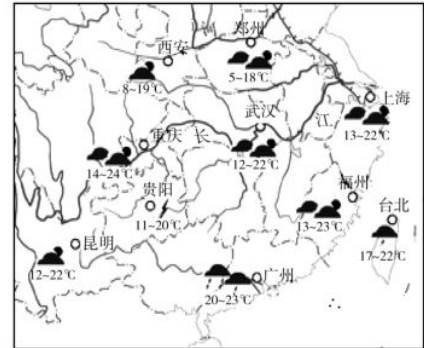 河
郑州
西安
5~18℃
8~19℃
上海
武汉
江
13~22℃
重庆
长
12~22℃
14~24℃
贵阳
福州
台北
11~20℃
13~23℃
昆明
17~22℃
12~22℃
广州
20~23℃